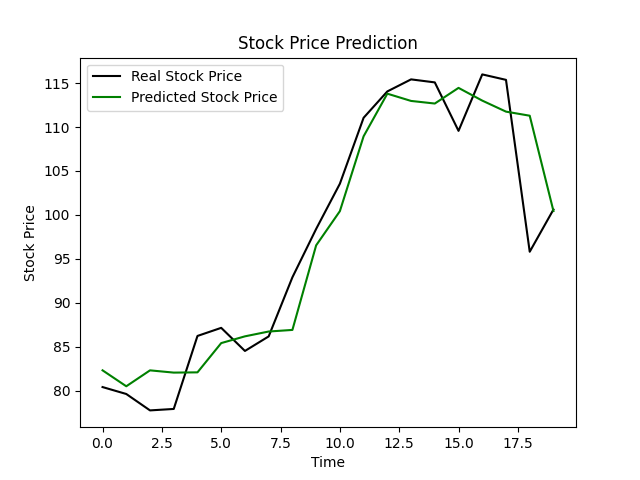 Stock Price Prediction
Real Stock Price
Predicted Stock Price
115
110
105
100
95
90
85
80
Stock Price
0.0 2.5 5.0 7.5 10.0 12.5 15.0 17.5
Time